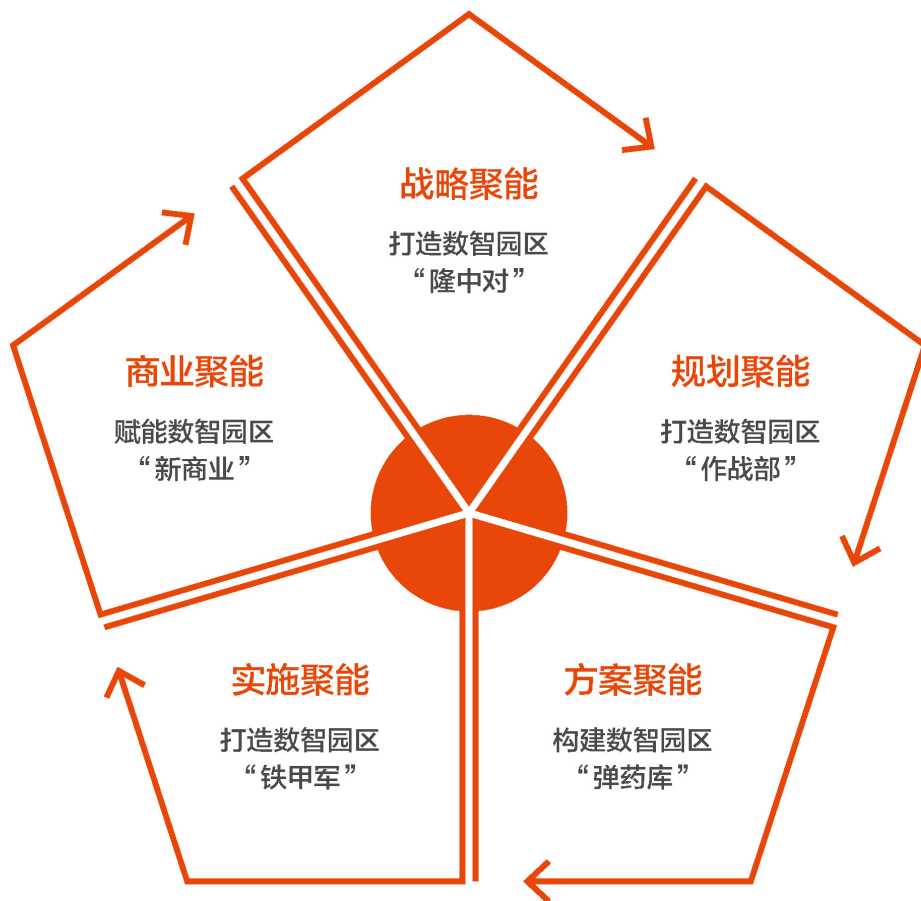 战略聚能
打造数智园区
“隆中对”
规划聚能
打造数智园区
“作战部”
方案聚能
构建数智园区
“弹药库”
实施聚能
打造数智园区
“铁甲军”
商业聚能
赋能数智园区
“新商业”